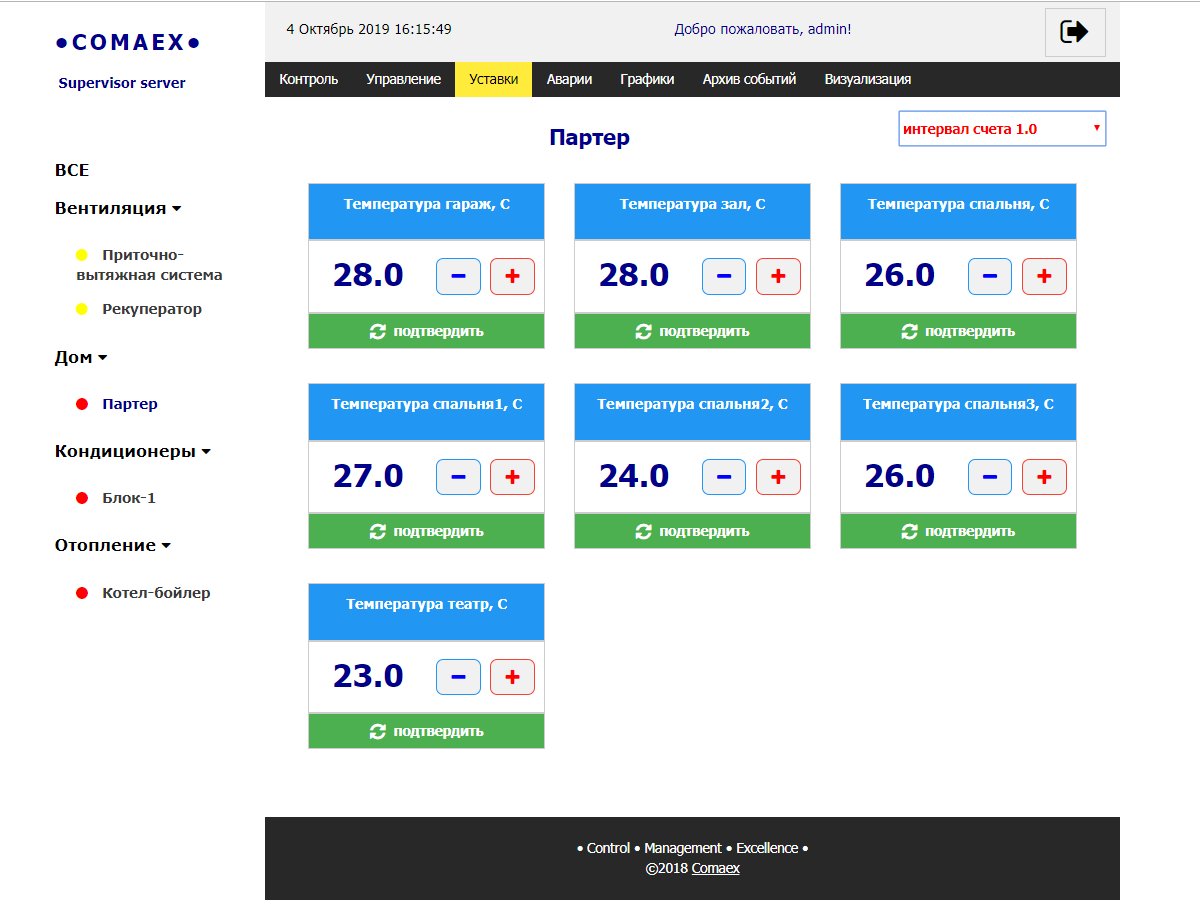 ●COMAEX●
Supervisor server
4 Октябрь 2019 16:15:49
Добро пожаловать, admin!
Контроль Управление Уставки Аварии Графики Архив событий Визуализация
Партер
интервал счета 1.0
ВСЕ
Вентиляция
Приточно-
вытяжная система
Рекуператор
Дом
Партер
Кондиционеры
Блок-1
Отопление
Котел-бойлер
Температура гараж, С
28.0 − +
подтвердить
Температура зал, С
28.0 − +
подтвердить
Температура спальня, С
26.0 − +
подтвердить
Температура спальня1, С
27.0 − +
подтвердить
Температура спальня2, С
24.0 − +
подтвердить
Температура спальня3, С
26.0 − +
подтвердить
Температура театр, С
23.0 − +
подтвердить
• Control • Management • Excellence •
©2018 Comaex